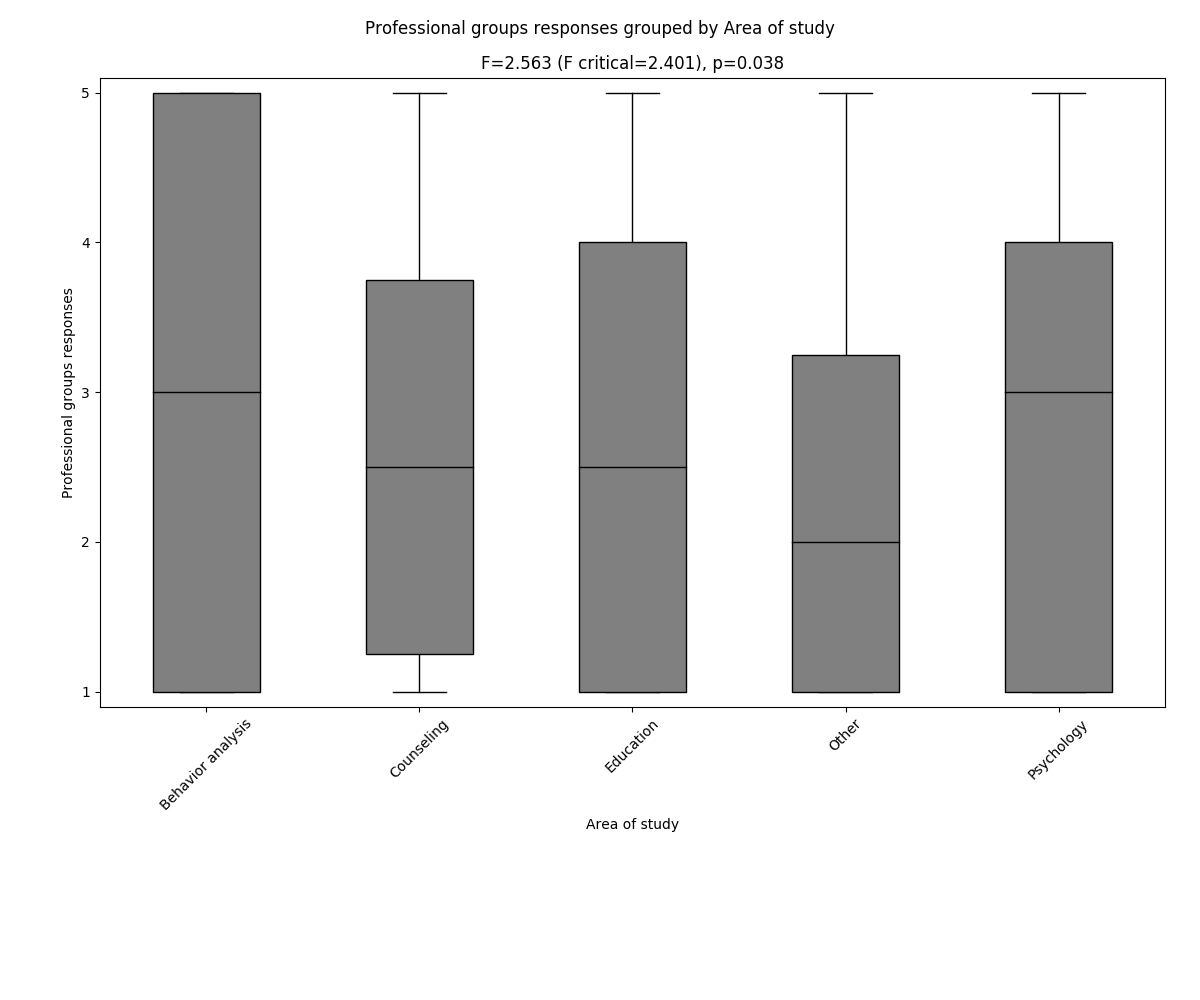 Professional groups responses grouped by Area of study
F=2.563 (F critical=2.401), p=0.038
Professional groups responses
5
4
3
2
1
Behavior analysis
Counseling
Education
Other
Psychology
Area of study